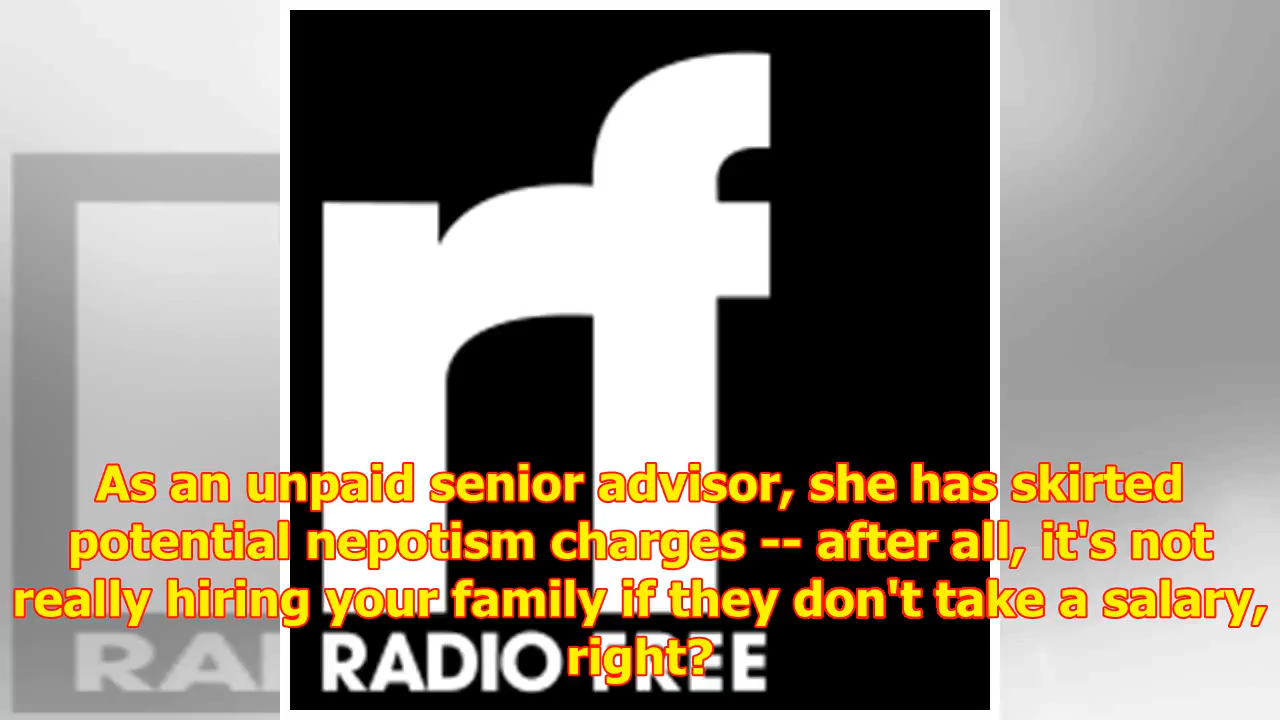 rf
As an unpaid senior advisor, she has skirted
potential nepotism charges -- after all, it's not
really hiring your family if they don't take a salary,
right?
RADIO FREE
RA